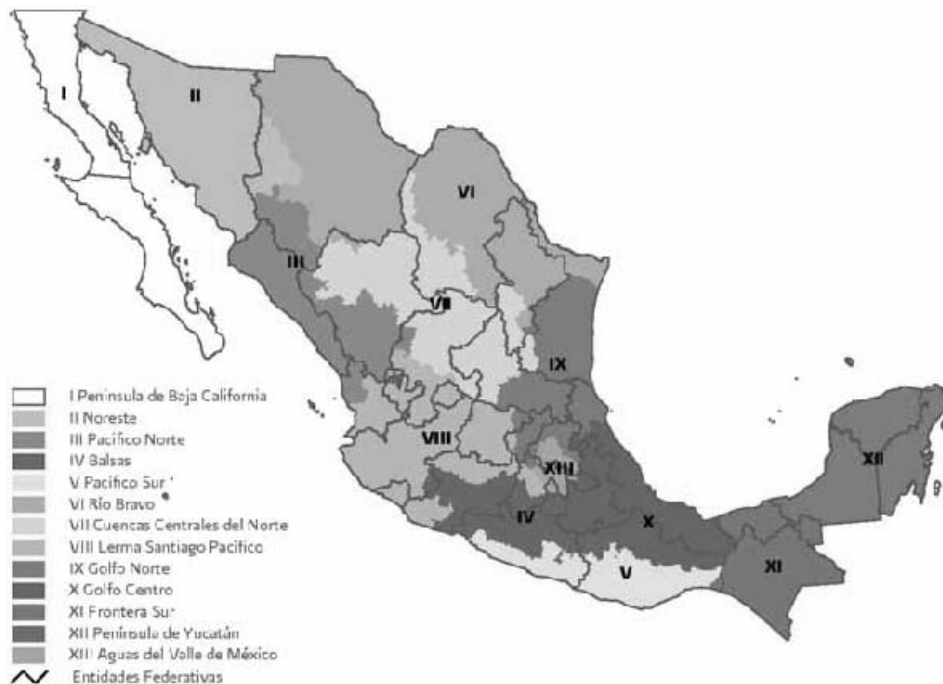 I
II
VI
III
VII
IX
VIII
XIII
XII
IV
X
V
XI
I Península de Baja California
II Noreste
III Pacífico Norte
IV Balsas
V Pacífico Sur
VI Río Bravo
VII Cuencas Centrales del Norte
VIII Lerma Santiago Pacífico
IX Golfo Norte
X Golfo Centro
XI Frontera Sur
XII Península de Yucatán
XIII Aguas del Valle de México
Entidades Federativas